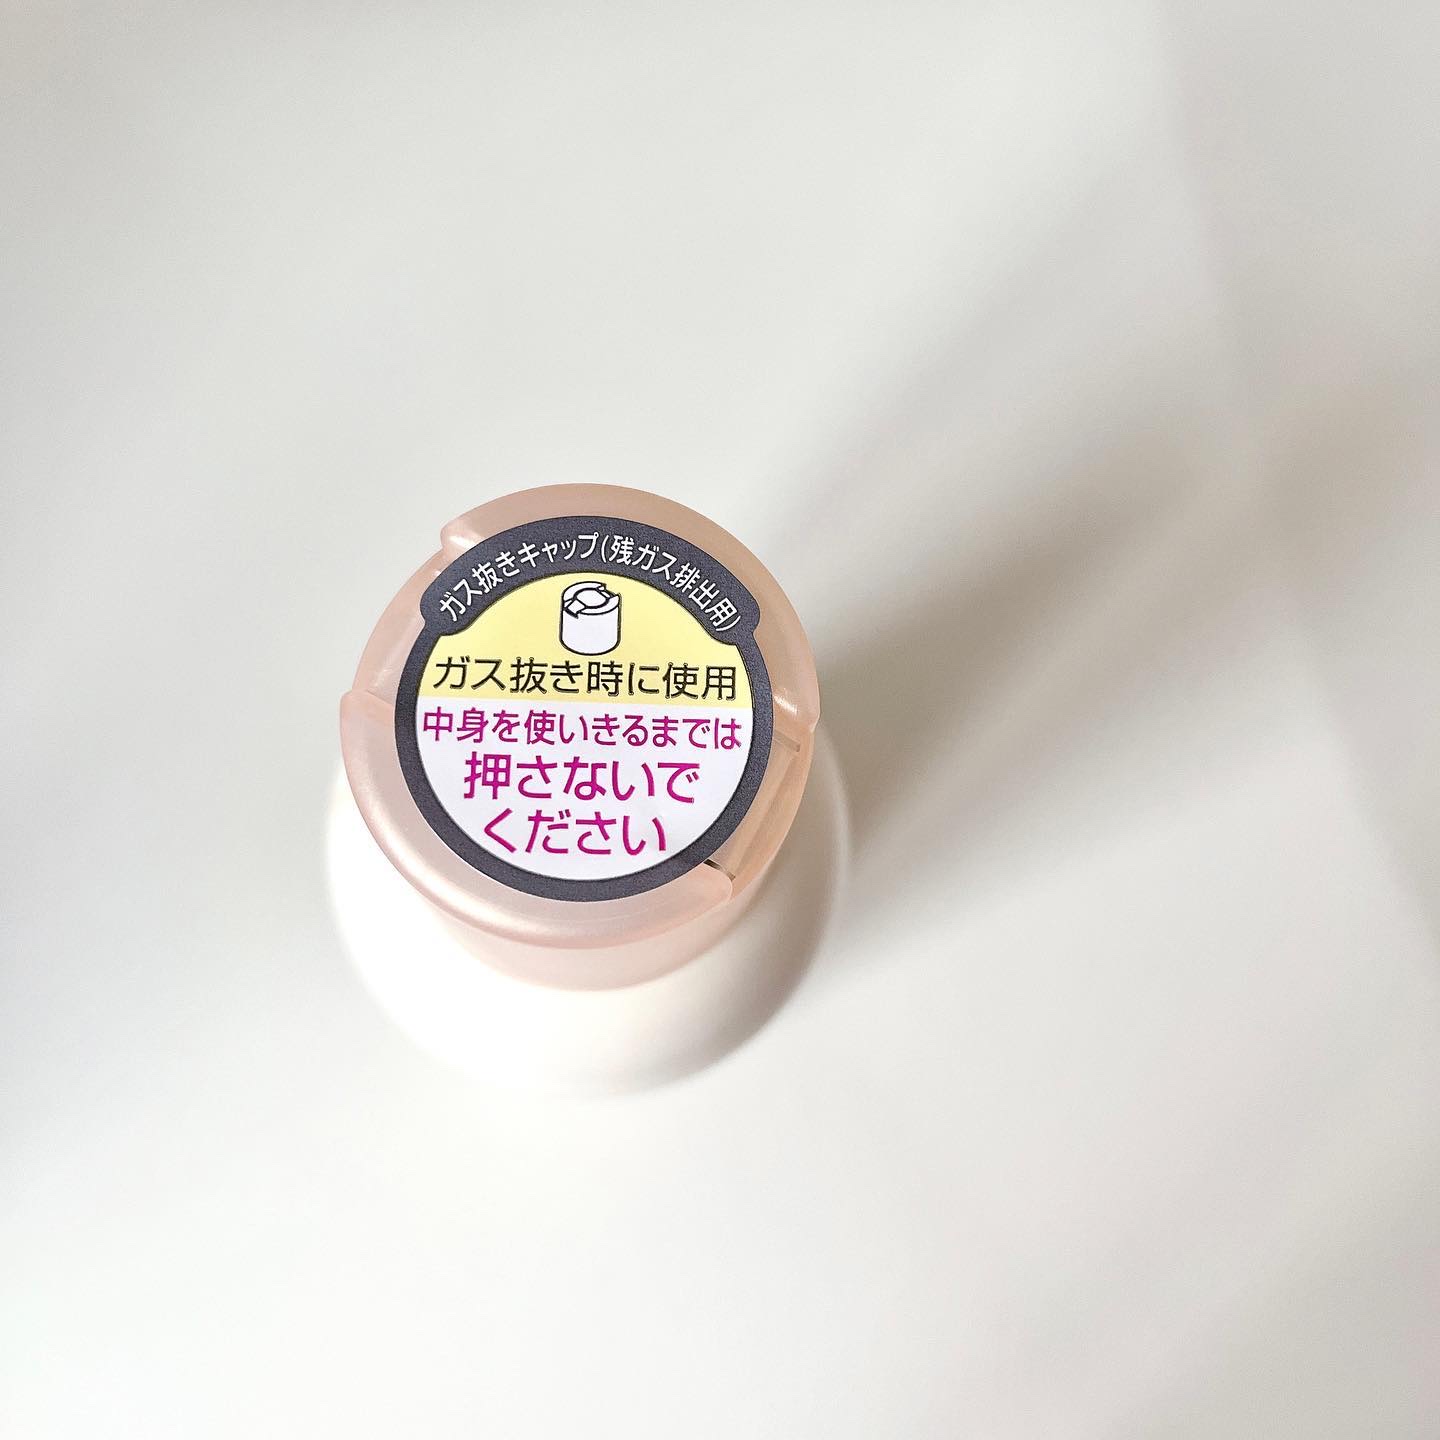 ガス抜きキャップ(残ガス排出用)
ガス抜き時に使用
中身を使いきるまでは
押さないで
ください